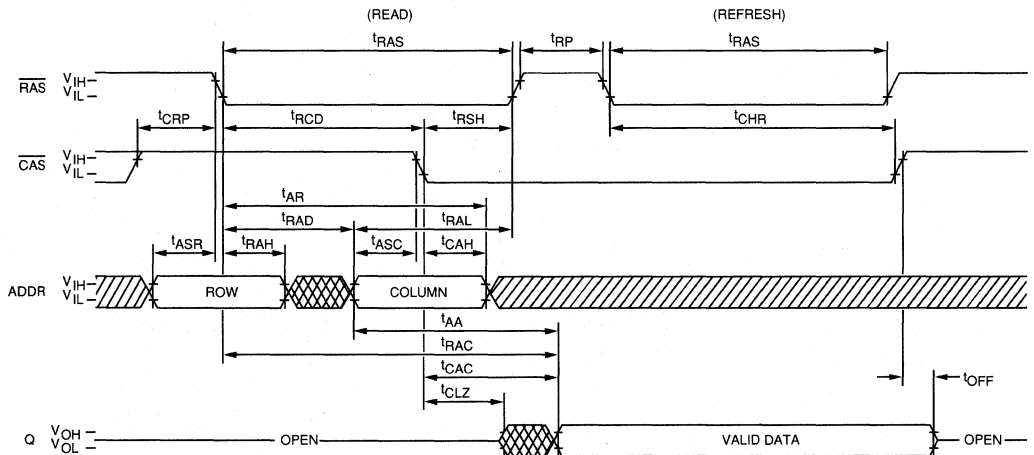 (READ) (REFRESH)
tRAS tRP tRAS
RAS VIH
VIL
tCRP tRCD tRSH tCHR
CAS VIH
VIL
tAR
tRAD tRAL
tASR tRAH tASC tCAH
ADDR VIH
VIL
ROW COLUMN
tAA
tRAC
tCAC
tCLZ tOFF
Q VOH
VOL
OPEN VALID DATA OPEN